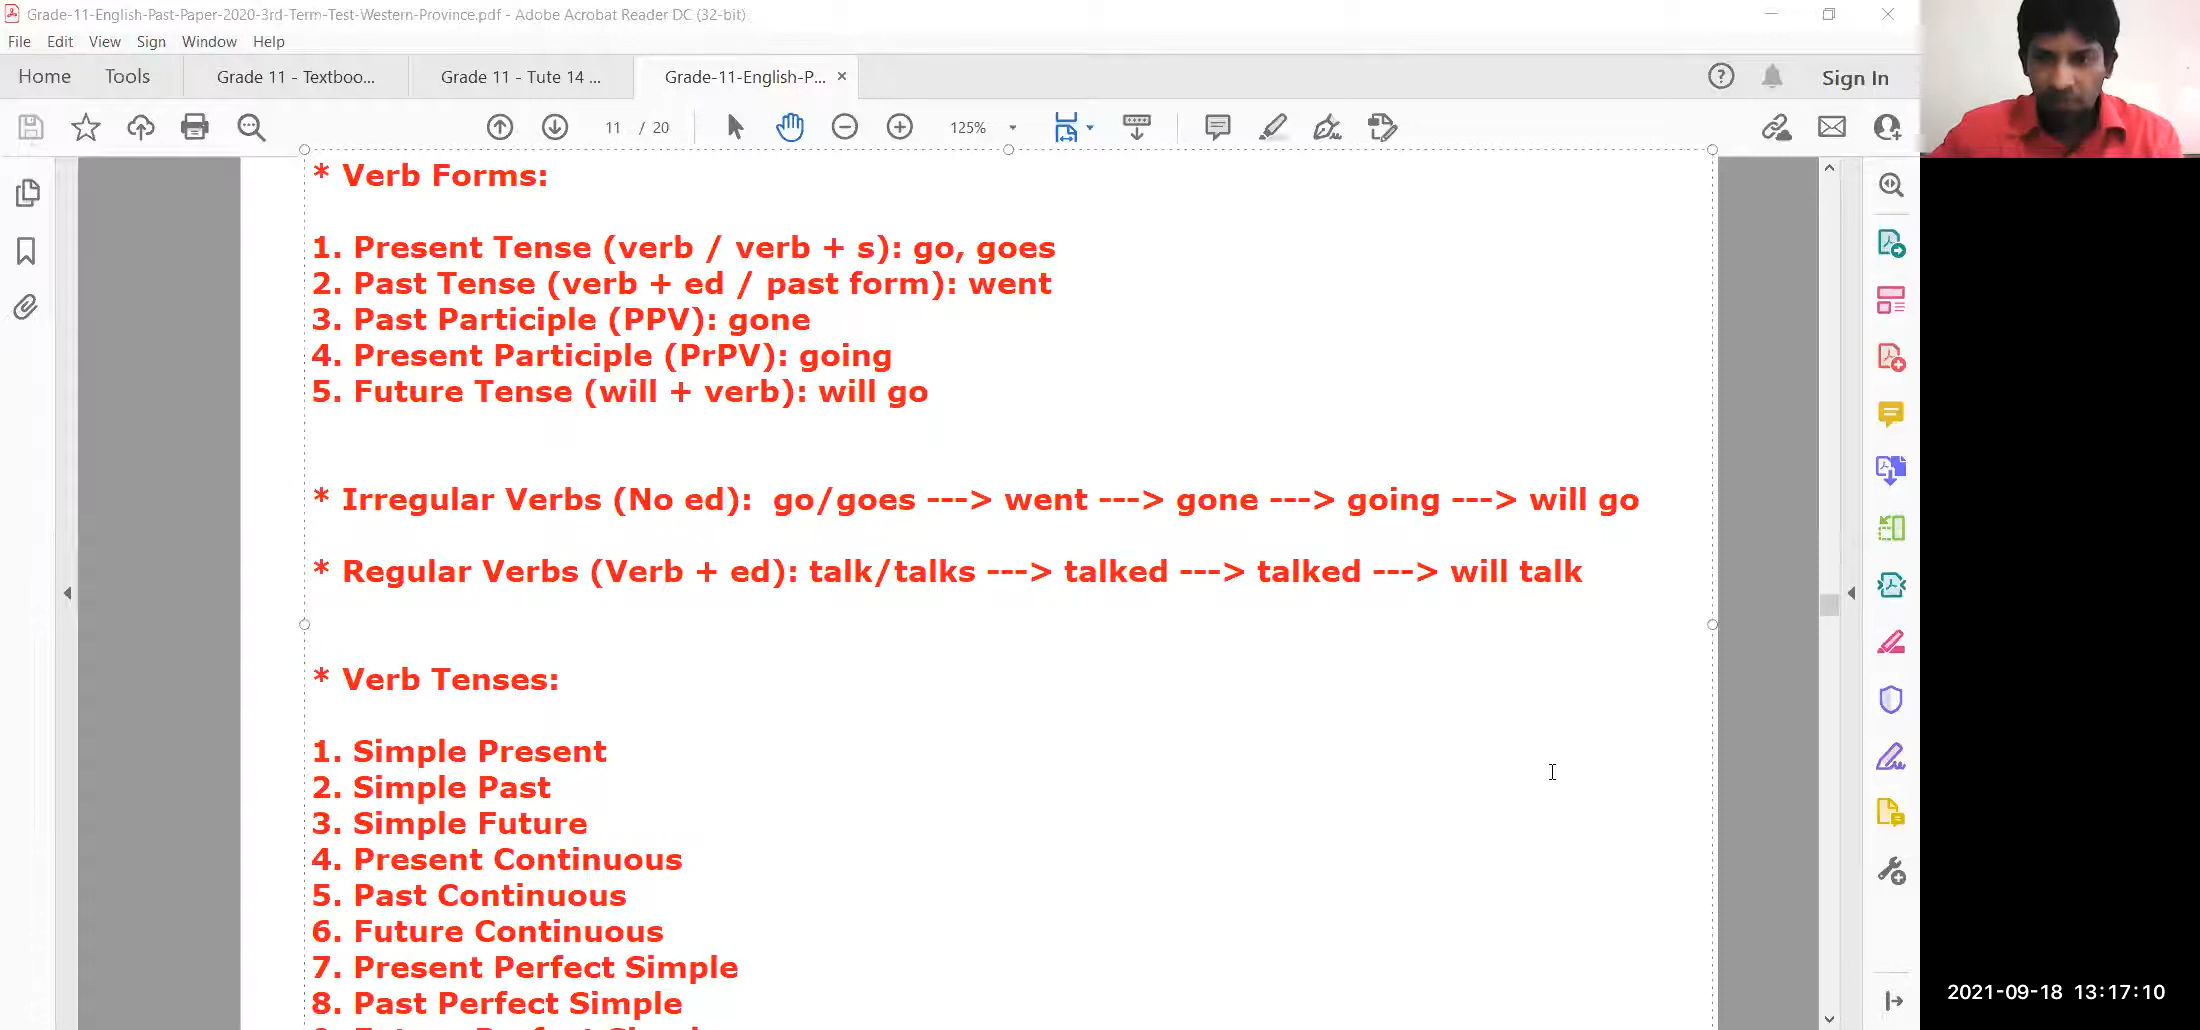 Grade-11-English-Past-Paper-2020-3rd-Term-Test-Western-Province.pdf - Adobe Acrobat Reader DC (32-bit)
File Edit View Sign Window Help
Home Tools Grade 11 - Textboo... Grade 11 - Tute 14 ... Grade-11-English-P... × Sign In
11 / 20 125%
* Verb Forms:
1. Present Tense (verb / verb + s): go, goes
2. Past Tense (verb + ed / past form): went
3. Past Participle (PPV): gone
4. Present Participle (PrPV): going
5. Future Tense (will + verb): will go
* Irregular Verbs (No ed):  go/goes ---> went ---> gone ---> going ---> will go
* Regular Verbs (Verb + ed): talk/talks ---> talked ---> talked ---> will talk
* Verb Tenses:
1. Simple Present
2. Simple Past
3. Simple Future
4. Present Continuous
5. Past Continuous
6. Future Continuous
7. Present Perfect Simple
8. Past Perfect Simple
2021-09-18 13:17:10